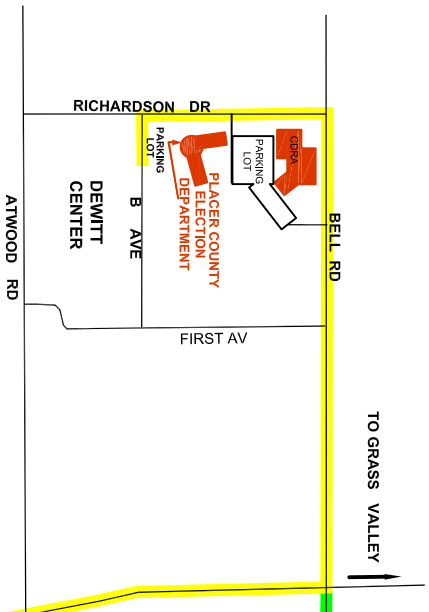 RICHARDSON DR
PARKING
LOT
CDRA
PARKING
LOT
PLACER COUNTY
ELECTION
DEPARTMENT
DEWITT
CENTER
B AVE
ATWOOD RD
BELL RD
FIRST AV
TO GRASS VALLEY